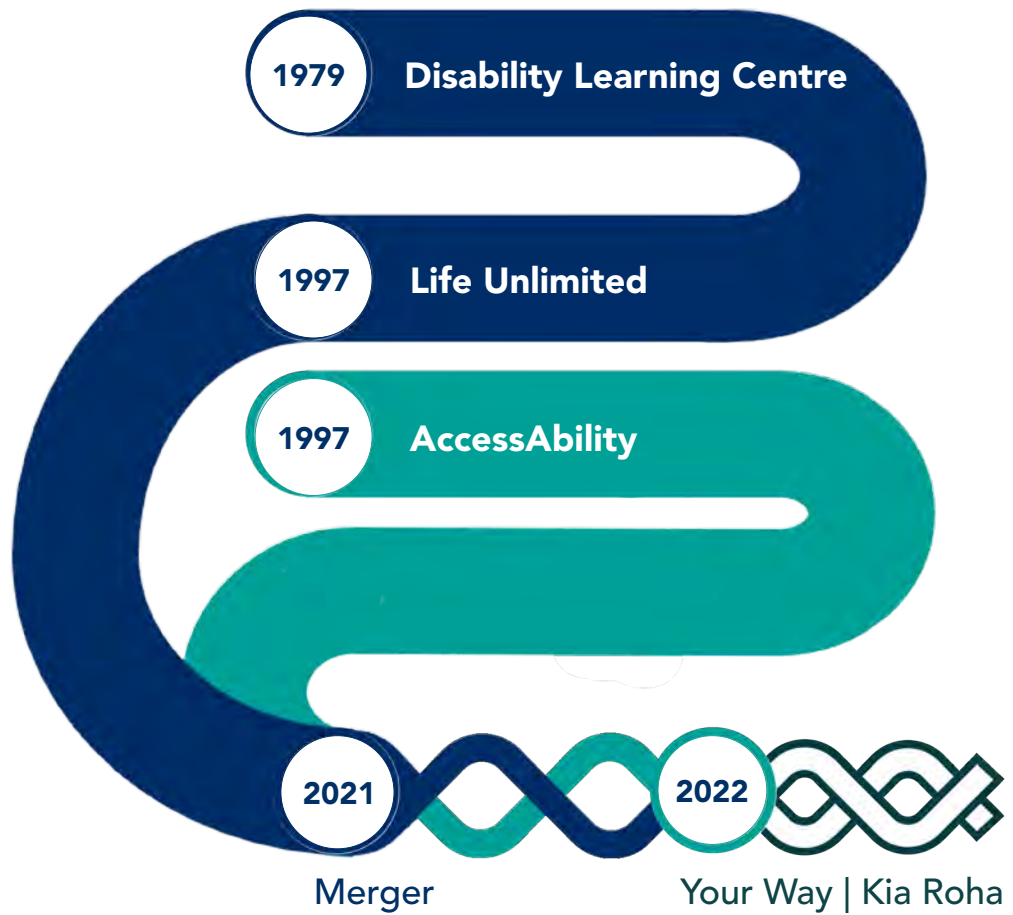 1979 Disability Learning Centre
1997 Life Unlimited
1997 AccessAbility
2021 2022
Merger Your Way | Kia Roha